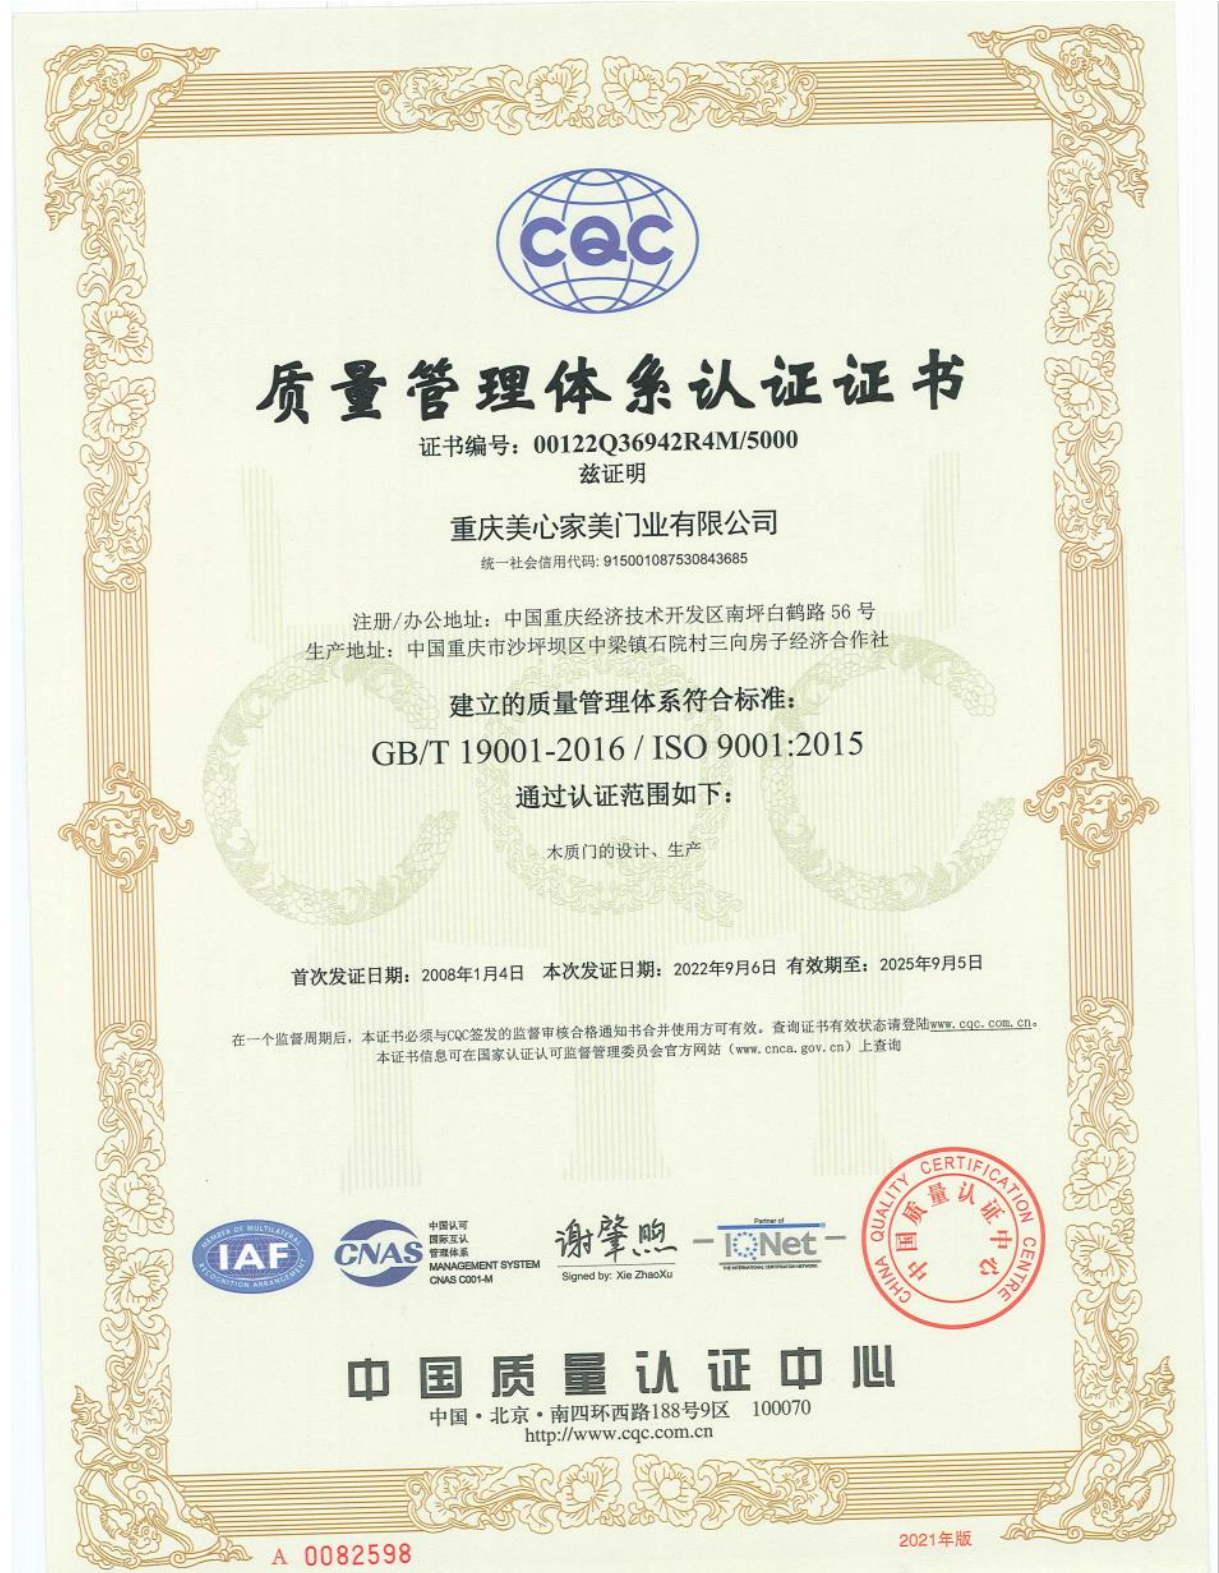 CQC
质量管理体系认证证书
证书编号：00122Q36942R4M/5000
兹证明
重庆美心家美门业有限公司
统一社会信用代码: 915001087530843685
注册/办公地址：中国重庆经济技术开发区南坪白鹤路 56 号
生产地址：中国重庆市沙坪坝区中梁镇石院村三向房子经济合作社
建立的质量管理体系符合标准：
GB/T 19001-2016 / ISO 9001:2015
通过认证范围如下：
木质门的设计、生产
首次发证日期：2008年1月4日 本次发证日期：2022年9月6日 有效期至：2025年9月5日
在一个监督周期后，本证书必须与CQC签发的监督审核合格通知书合并使用方可有效。查询证书有效状态请登陆www.cqc.com.cn。
本证书信息可在国家认证认可监督管理委员会官方网站（www.cnca.gov.cn）上查询
MEMBER OF MULTILATERAL
IAF
RECOGNITION ARRANGEMENT
CNAS
中国认可
国际互认
管理体系
MANAGEMENT SYSTEM
CNAS C001-M
谢肇煦
Signed by: Xie ZhaoXu
Partner of
IQNet
THE INTERNATIONAL CERTIFICATION NETWORK
CHINA QUALITY CERTIFICATION CENTRE
中国质量认证中心
中国质量认证中心
中国·北京·南四环西路188号9区 100070
http://www.cqc.com.cn
A 0082598
2021年版